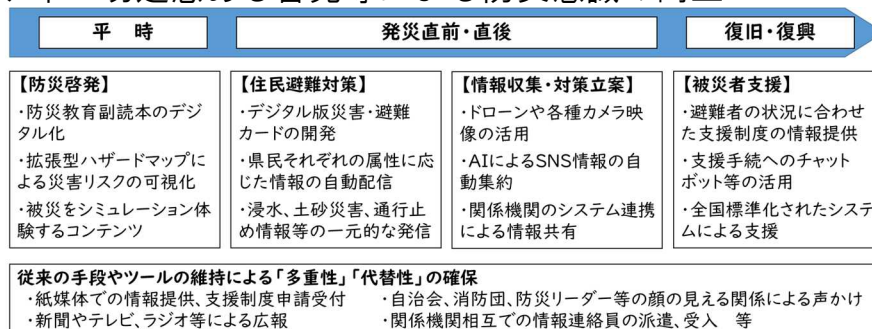 平　時
発災直前・直後
復旧・復興
【防災啓発】
・防災教育副読本のデジ
タル化
・拡張型ハザードマップに
よる災害リスクの可視化
・被災をシミュレーション体
験するコンテンツ
【住民避難対策】
・デジタル版災害・避難
カードの開発
・県民それぞれの属性に応
じた情報の自動配信
・浸水、土砂災害、通行止
め情報等の一元的な発信
【情報収集・対策立案】
・ドローンや各種カメラ映
像の活用
・AIによるSNS情報の自
動集約
・関係機関のシステム連携
による情報共有
【被災者支援】
・避難者の状況に合わせ
た支援制度の情報提供
・支援手続へのチャット
ボット等の活用
・全国標準化されたシステ
ムによる支援
従来の手段やツールの維持による「多重性」「代替性」の確保
・紙媒体での情報提供、支援制度申請受付　・自治会、消防団、防災リーダー等の顔の見える関係による声かけ
・新聞やテレビ、ラジオ等による広報　・関係機関相互での情報連絡員の派遣、受入　等